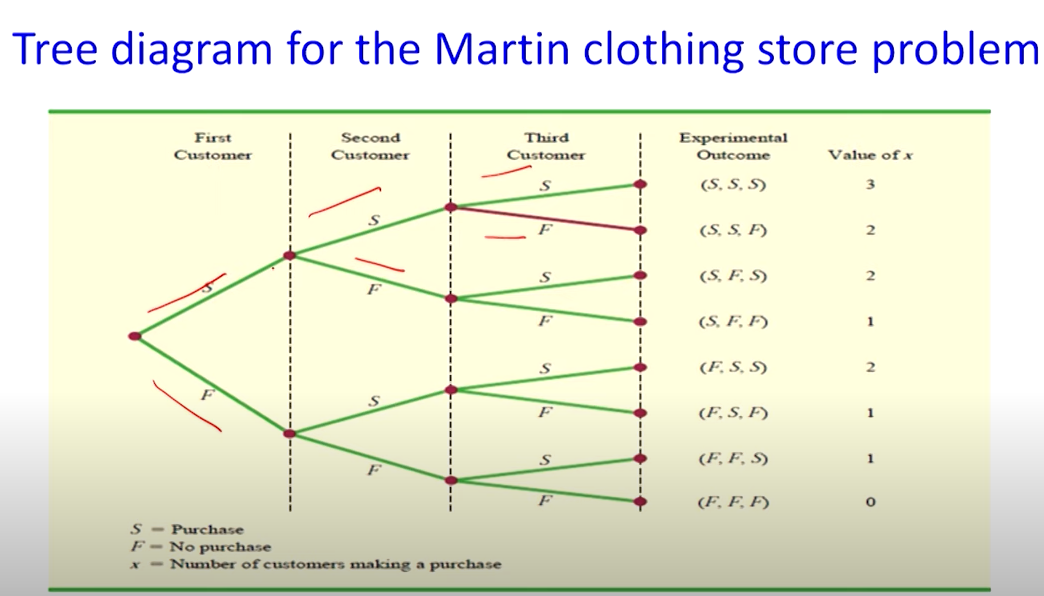 Tree diagram for the Martin clothing store problem
First Customer
Second Customer
Third Customer
Experimental Outcome
Value of x
S
(S, S, S)
3
S
F
(S, S, F)
2
S
S
(S, F, S)
2
F
F
(S, F, F)
1
S
(F, S, S)
2
F
S
F
(F, S, F)
1
S
(F, F, S)
1
F
F
(F, F, F)
0
S = Purchase
F = No purchase
x = Number of customers making a purchase